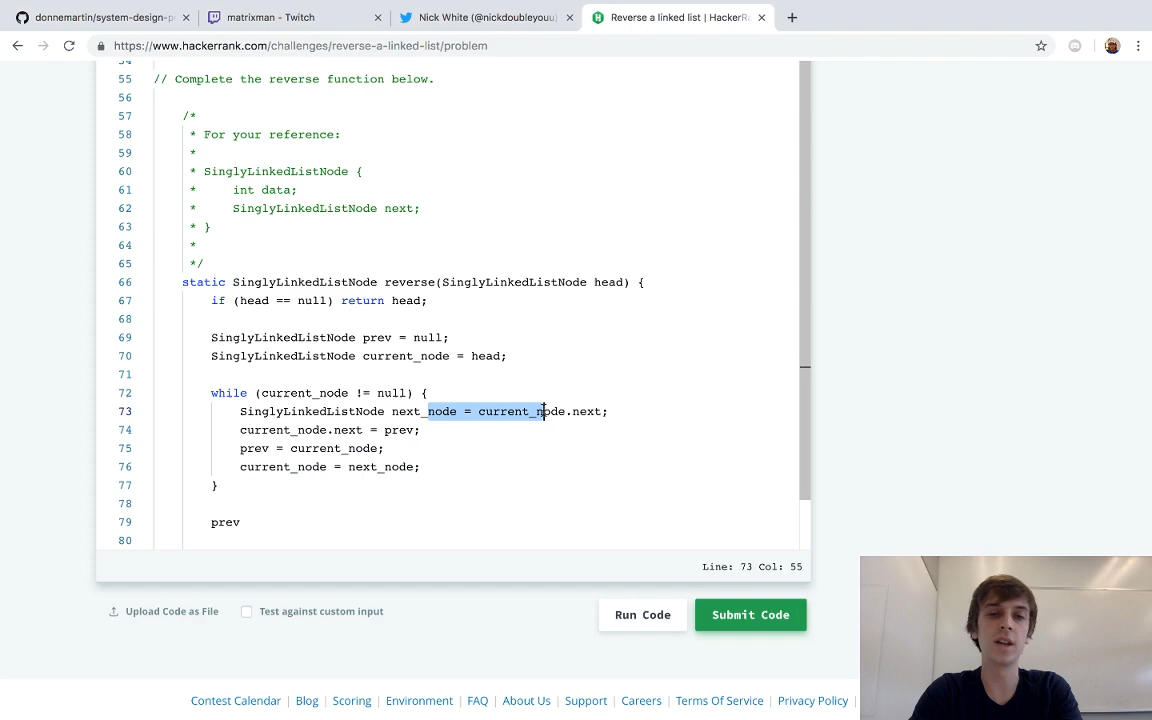 donnemartin/system-design-p
matrixman - Twitch
Nick White (@nickdoubleyouu)
Reverse a linked list | HackerRa
https://www.hackerrank.com/challenges/reverse-a-linked-list/problem
54
55 // Complete the reverse function below.
56
57 /*
58 * For your reference:
59 *
60 * SinglyLinkedListNode {
61 * int data;
62 * SinglyLinkedListNode next;
63 * }
64 *
65 */
66 static SinglyLinkedListNode reverse(SinglyLinkedListNode head) {
67 if (head == null) return head;
68
69 SinglyLinkedListNode prev = null;
70 SinglyLinkedListNode current_node = head;
71
72 while (current_node != null) {
73 SinglyLinkedListNode next_node = current_node.next;
74 current_node.next = prev;
75 prev = current_node;
76 current_node = next_node;
77 }
78
79 prev
80
Line: 73 Col: 55
Upload Code as File
Test against custom input
Run Code
Submit Code
Contest Calendar | Blog | Scoring | Environment | FAQ | About Us | Support | Careers | Terms Of Service | Privacy Policy |